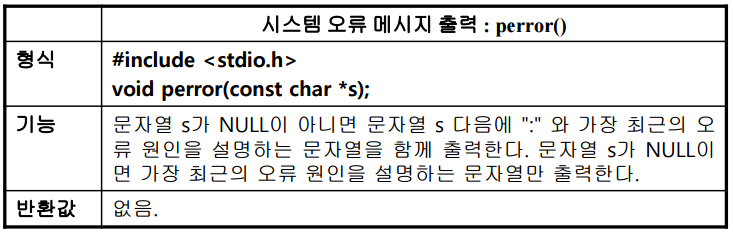 시스템 오류 메시지 출력 : perror()
형식
#include <stdio.h>
void perror(const char *s);
기능
문자열 s가 NULL이 아니면 문자열 s 다음에 ":" 와 가장 최근의 오
류 원인을 설명하는 문자열을 함께 출력한다. 문자열 s가 NULL이
면 가장 최근의 오류 원인을 설명하는 문자열만 출력한다.
반환값
없음.